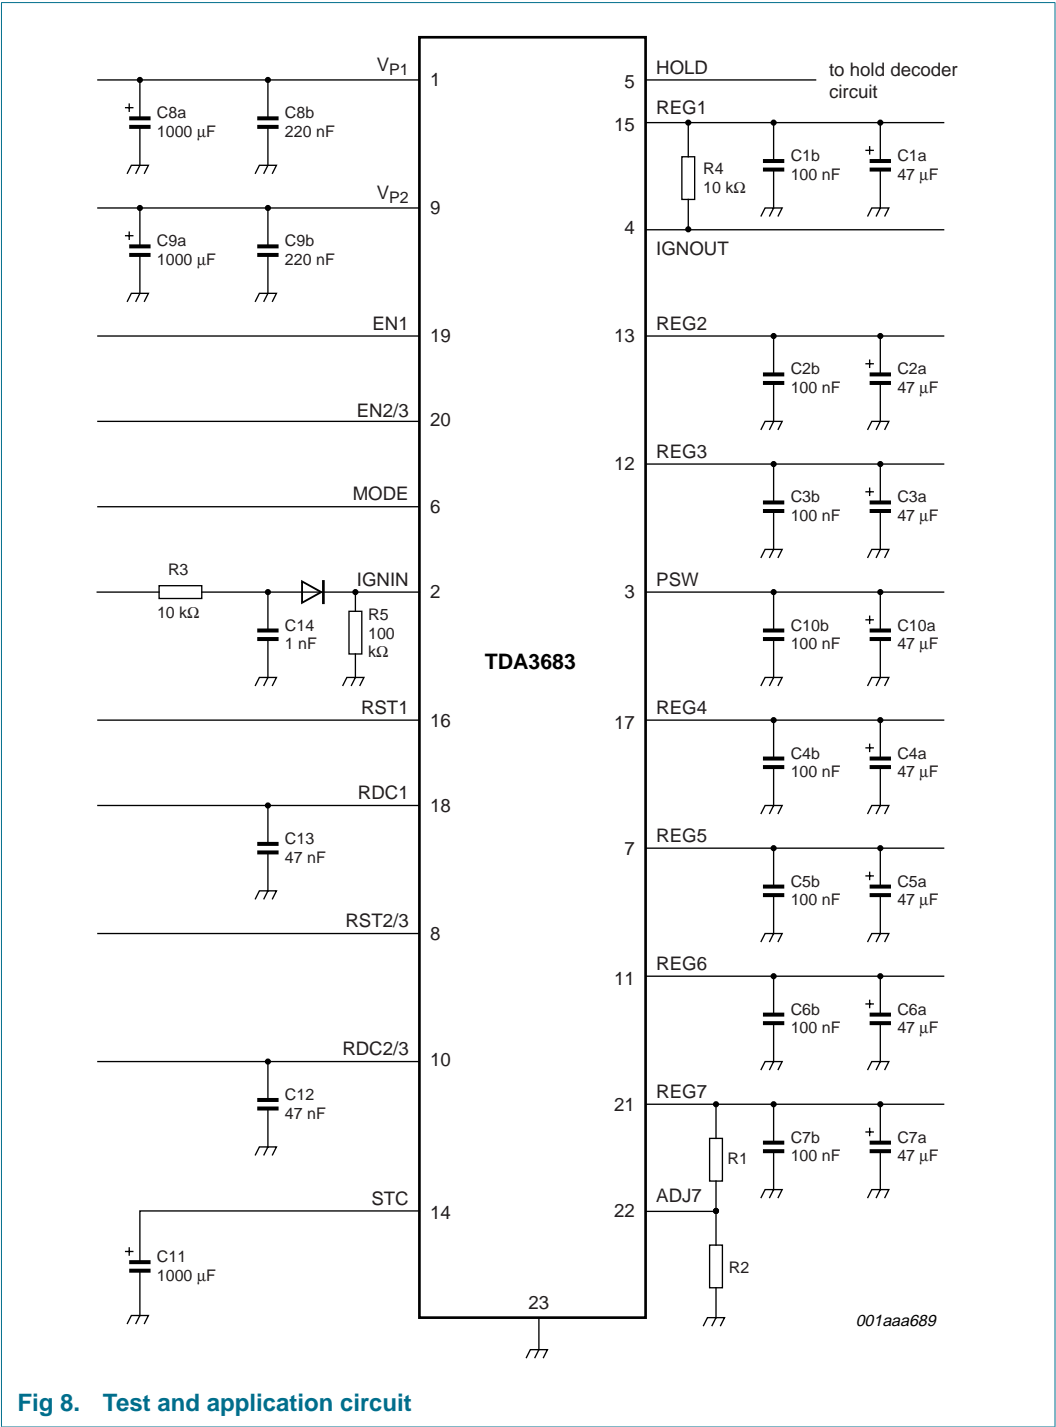 VP1
1
C8a
1000 μF
C8b
220 nF
VP2
9
C9a
1000 μF
C9b
220 nF
EN1
19
EN2/3
20
MODE
6
R3
10 kΩ
IGNIN
2
C14
1 nF
R5
100
kΩ
RST1
16
RDC1
18
C13
47 nF
RST2/3
8
RDC2/3
10
C12
47 nF
STC
14
C11
1000 μF
TDA3683
23
5
HOLD
to hold decoder
circuit
15
REG1
R4
10 kΩ
C1b
100 nF
C1a
47 μF
4
IGNOUT
13
REG2
C2b
100 nF
C2a
47 μF
12
REG3
C3b
100 nF
C3a
47 μF
3
PSW
C10b
100 nF
C10a
47 μF
17
REG4
C4b
100 nF
C4a
47 μF
7
REG5
C5b
100 nF
C5a
47 μF
11
REG6
C6b
100 nF
C6a
47 μF
21
REG7
R1
C7b
100 nF
C7a
47 μF
22
ADJ7
R2
001aaa689
Fig 8. Test and application circuit